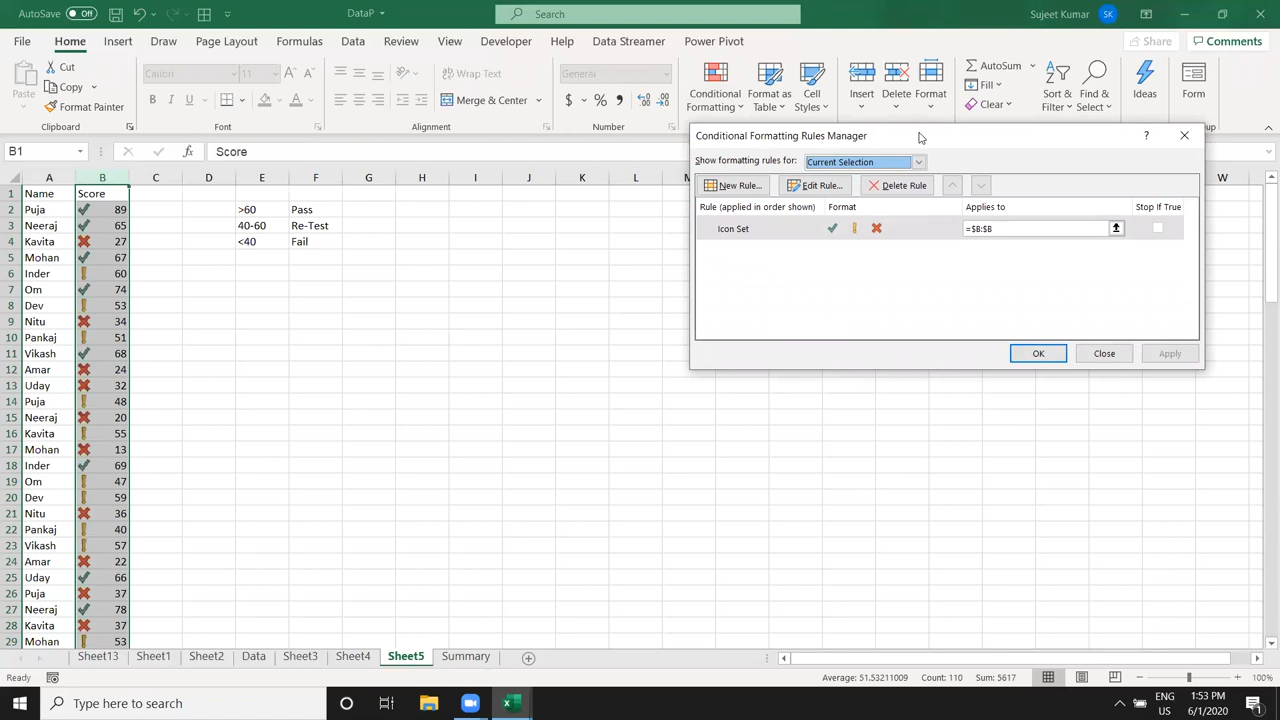 AutoSave Off DataP Search Sujeet Kumar SK
File Home Insert Draw Page Layout Formulas Data Review View Developer Help Data Streamer Power Pivot Share Comments
Paste Cut Copy Format Painter
Calibri 11 B I U
Wrap Text Merge & Center
General $ % ,
Conditional Formatting Format as Table Cell Styles
Insert Delete Format
AutoSum Fill Clear Sort & Filter Find & Select
Ideas Form
Clipboard Font Alignment Number
B1 fx Score
Conditional Formatting Rules Manager ?
Show formatting rules for: Current Selection
New Rule... Edit Rule... Delete Rule
Rule (applied in order shown) Format Applies to Stop If True
Icon Set =$B:$B
OK Close Apply
A B C D E F G H I J K L M W
1 Name Score
2 Puja 89 >60 Pass
3 Neeraj 65 40-60 Re-Test
4 Kavita 27 <40 Fail
5 Mohan 67
6 Inder 60
7 Om 74
8 Dev 53
9 Nitu 34
10 Pankaj 51
11 Vikash 68
12 Amar 24
13 Uday 32
14 Puja 48
15 Neeraj 20
16 Kavita 55
17 Mohan 13
18 Inder 69
19 Om 47
20 Dev 59
21 Nitu 36
22 Pankaj 40
23 Vikash 57
24 Amar 22
25 Uday 66
26 Puja 37
27 Neeraj 78
28 Kavita 37
29 Mohan 53
Sheet13 Sheet1 Sheet2 Data Sheet3 Sheet4 Sheet5 Summary
Ready Average: 51.53211009 Count: 110 Sum: 5617 100%
Type here to search ENG US 1:53 PM 6/1/2020